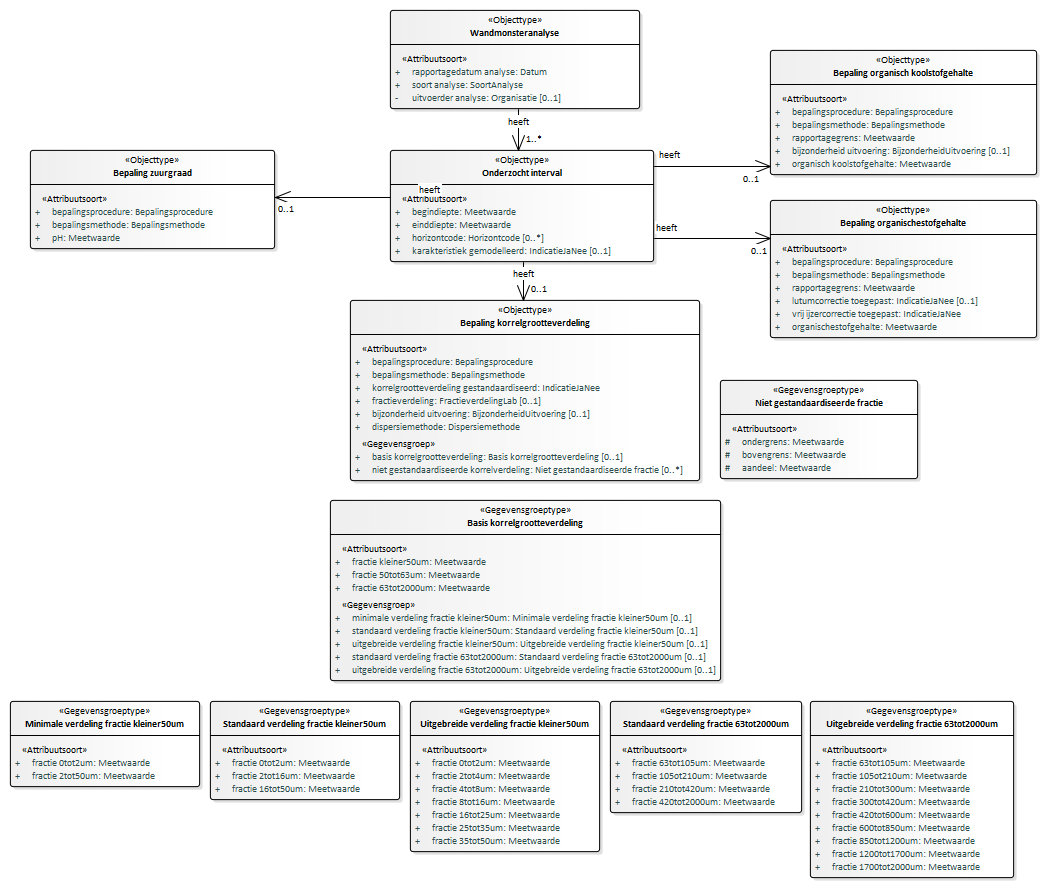 «Objecttype»
Wandmonsteranalyse
«Attribuutsoort»
+ rapportagedatum analyse: Datum
+ soort analyse: SoortAnalyse
- uitvoerder analyse: Organisatie [0..1]
heeft
1..*
«Objecttype»
Bepaling organisch koolstofgehalte
«Attribuutsoort»
+ bepalingsprocedure: Bepalingsprocedure
+ bepalingsmethode: Bepalingsmethode
+ rapportagegrens: Meetwaarde
+ bijzonderheid uitvoering: BijzonderheidUitvoering [0..1]
+ organisch koolstofgehalte: Meetwaarde
heeft
0..1
«Objecttype»
Bepaling zuurgraad
«Attribuutsoort»
+ bepalingsprocedure: Bepalingsprocedure
+ bepalingsmethode: Bepalingsmethode
+ pH: Meetwaarde
heeft
0..1
«Objecttype»
Onderzocht interval
«Attribuutsoort»
+ begindiepte: Meetwaarde
+ einddiepte: Meetwaarde
+ horizontcode: Horizontcode [0..*]
+ karakteristiek gemodelleerd: IndicatieJaNee [0..1]
heeft
0..1
«Objecttype»
Bepaling organischestofgehalte
«Attribuutsoort»
+ bepalingsprocedure: Bepalingsprocedure
+ bepalingsmethode: Bepalingsmethode
+ rapportagegrens: Meetwaarde
+ lutumcorrectie toegepast: IndicatieJaNee [0..1]
+ vrij ijzercorrectie toegepast: IndicatieJaNee
+ organischestofgehalte: Meetwaarde
heeft
0..1
«Objecttype»
Bepaling korrelgrootteverdeling
«Attribuutsoort»
+ bepalingsprocedure: Bepalingsprocedure
+ bepalingsmethode: Bepalingsmethode
+ korrelgrootteverdeling gestandaardiseerd: IndicatieJaNee
+ fractieverdeling: FractieverdelingLab [0..1]
+ bijzonderheid uitvoering: BijzonderheidUitvoering [0..1]
+ dispersiemethode: Dispersiemethode
«Gegevensgroep»
+ basis korrelgrootteverdeling: Basis korrelgrootteverdeling [0..1]
+ niet gestandaardiseerde korrelverdeling: Niet gestandaardiseerde fractie [0..*]
«Gegevensgroeptype»
Niet gestandaardiseerde fractie
«Attribuutsoort»
# ondergrens: Meetwaarde
# bovengrens: Meetwaarde
# aandeel: Meetwaarde
«Gegevensgroeptype»
Basis korrelgrootteverdeling
«Attribuutsoort»
+ fractie kleiner50um: Meetwaarde
+ fractie 50tot63um: Meetwaarde
+ fractie 63tot2000um: Meetwaarde
«Gegevensgroep»
+ minimale verdeling fractie kleiner50um: Minimale verdeling fractie kleiner50um [0..1]
+ standaard verdeling fractie kleiner50um: Standaard verdeling fractie kleiner50um [0..1]
+ uitgebreide verdeling fractie kleiner50um: Uitgebreide verdeling fractie kleiner50um [0..1]
+ standaard verdeling fractie 63tot2000um: Standaard verdeling fractie 63tot2000um [0..1]
+ uitgebreide verdeling fractie 63tot2000um: Uitgebreide verdeling fractie 63tot2000um [0..1]
«Gegevensgroeptype»
Minimale verdeling fractie kleiner50um
«Attribuutsoort»
+ fractie 0tot2um: Meetwaarde
+ fractie 2tot50um: Meetwaarde
«Gegevensgroeptype»
Standaard verdeling fractie kleiner50um
«Attribuutsoort»
+ fractie 0tot2um: Meetwaarde
+ fractie 2tot16um: Meetwaarde
+ fractie 16tot50um: Meetwaarde
«Gegevensgroeptype»
Uitgebreide verdeling fractie kleiner50um
«Attribuutsoort»
+ fractie 0tot2um: Meetwaarde
+ fractie 2tot4um: Meetwaarde
+ fractie 4tot8um: Meetwaarde
+ fractie 8tot16um: Meetwaarde
+ fractie 16tot25um: Meetwaarde
+ fractie 25tot35um: Meetwaarde
+ fractie 35tot50um: Meetwaarde
«Gegevensgroeptype»
Standaard verdeling fractie 63tot2000um
«Attribuutsoort»
+ fractie 63tot105um: Meetwaarde
+ fractie 105ot210um: Meetwaarde
+ fractie 210tot420um: Meetwaarde
+ fractie 420tot2000um: Meetwaarde
«Gegevensgroeptype»
Uitgebreide verdeling fractie 63tot2000um
«Attribuutsoort»
+ fractie 63tot105um: Meetwaarde
+ fractie 105ot210um: Meetwaarde
+ fractie 210tot300um: Meetwaarde
+ fractie 300tot420um: Meetwaarde
+ fractie 420tot600um: Meetwaarde
+ fractie 600tot850um: Meetwaarde
+ fractie 850tot1200um: Meetwaarde
+ fractie 1200tot1700um: Meetwaarde
+ fractie 1700tot2000um: Meetwaarde